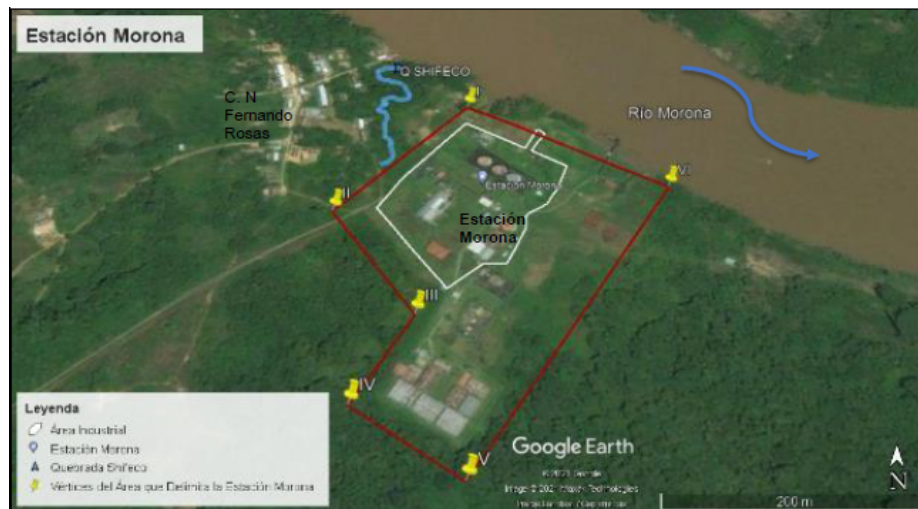 Estación Morona
Q SHIFECO
C. N
Fernando
Rosas
I
Río Morona
VI
Estación Morona
II
Estación
Morona
III
IV
V
Leyenda
Área Industrial
Estación Morona
Quebrada Shifeco
Vértices del Área que Delimita la Estación Morona
Google Earth
200 m
N